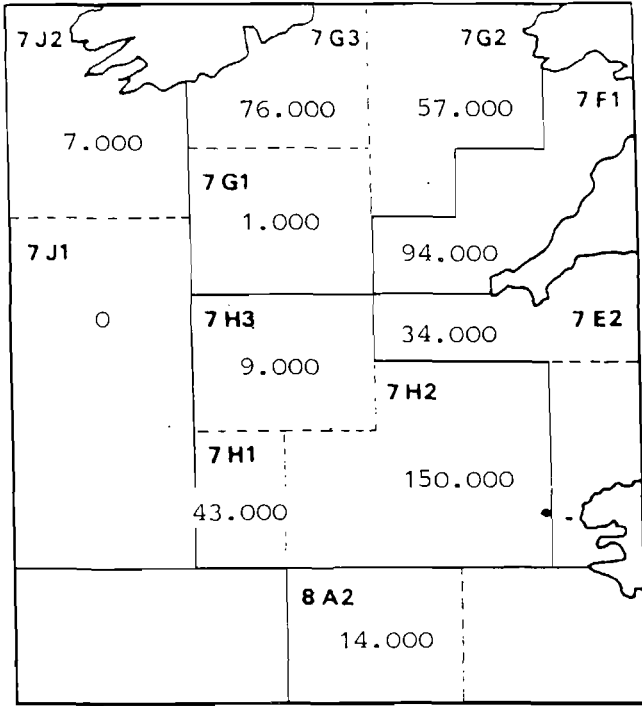 7 J2
7 G3
7 G2
7 F1
7.000
76.000
57.000
7 G1
1.000
7 J1
94.000
0
7 H3
34.000
7 E2
9.000
7 H2
7 H1
150.000
43.000
8 A2
14.000